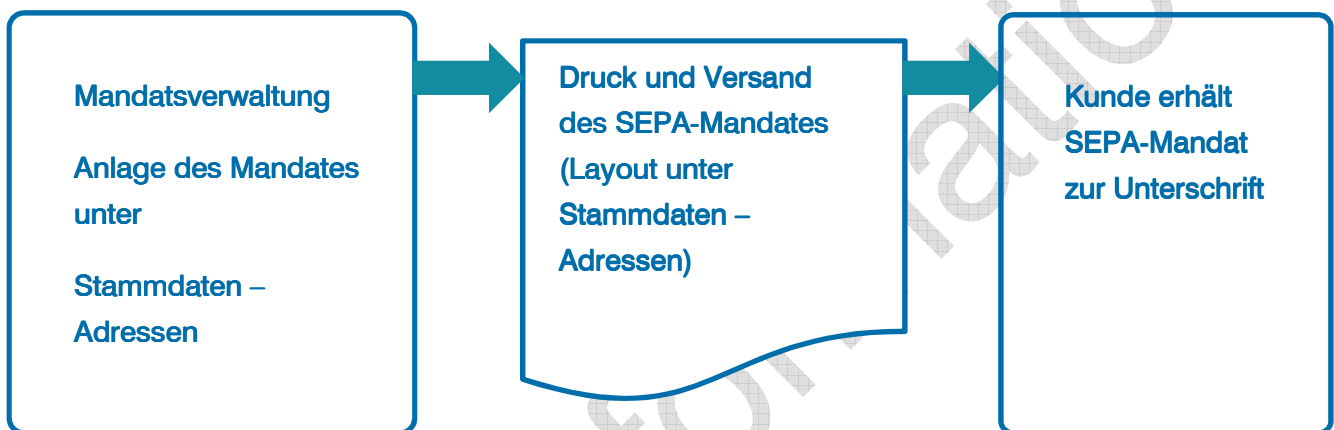 Mandatsverwaltung
Anlage des Mandates
unter
Stammdaten –
Adressen
Druck und Versand
des SEPA-Mandates
(Layout unter
Stammdaten –
Adressen)
Kunde erhält
SEPA-Mandat
zur Unterschrift